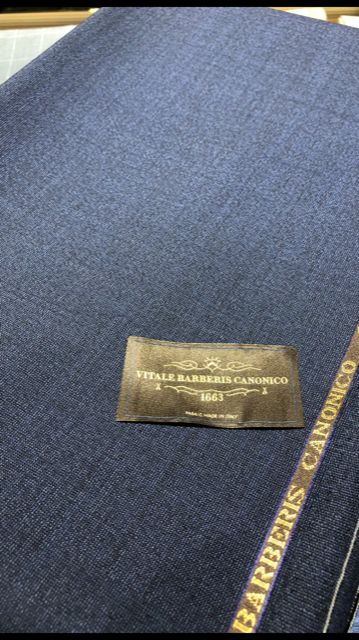 VITALE BARBERIS CANONICO
1663
FABRIC MADE IN ITALY
BARBERIS CANONICO